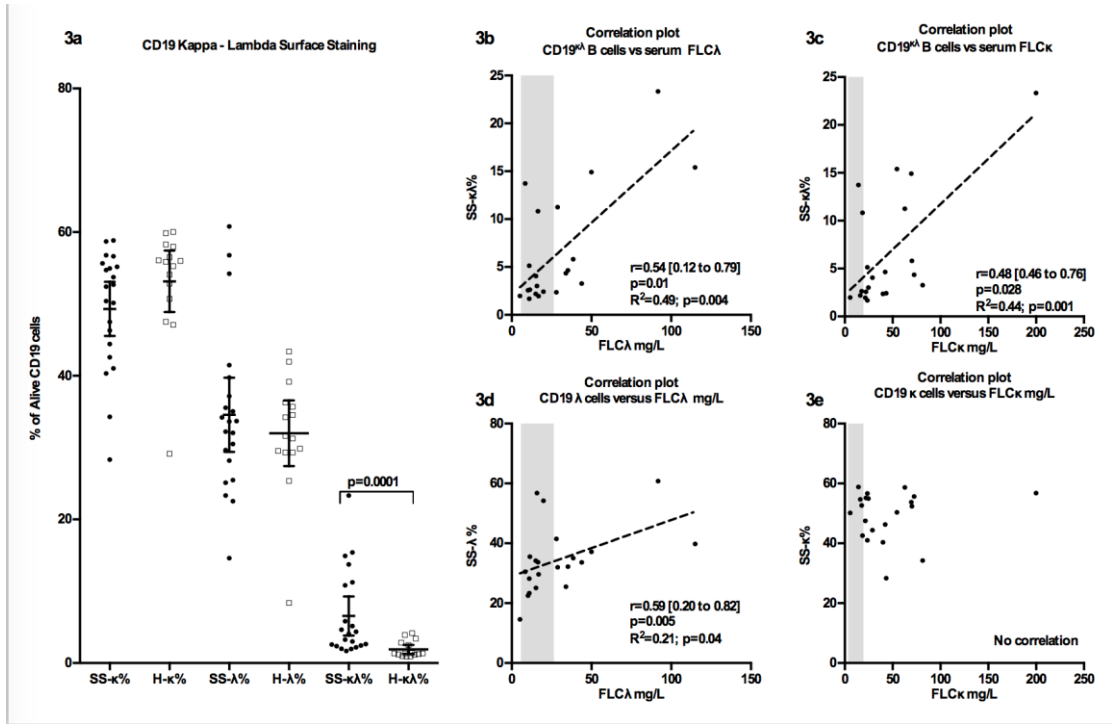 3a
CD19 Kappa - Lambda Surface Staining
80
60
40
20
0
% of Alive CD19 cells
p=0.0001
SS-κ% H-κ% SS-λ% H-λ% SS-κλ% H-κλ%
3b
Correlation plot
CD19κλ B cells vs serum FLCλ
25
20
15
10
5
0
SS-κλ%
r=0.54 [0.12 to 0.79]
p=0.01
R2=0.49; p=0.004
0 50 100 150
FLCλ mg/L
3c
Correlation plot
CD19κλ B cells vs serum FLCκ
25
20
15
10
5
0
SS-κλ%
r=0.48 [0.46 to 0.76]
p=0.028
R2=0.44; p=0.001
0 50 100 150 200 250
FLCκ mg/L
3d
Correlation plot
CD19 λ cells versus FLCλ mg/L
80
60
40
20
0
SS-λ %
r=0.59 [0.20 to 0.82]
p=0.005
R2=0.21; p=0.04
0 50 100 150
FLCλ mg/L
3e
Correlation plot
CD19 κ cells versus FLCκ mg/L
80
60
40
20
0
SS-κ%
No correlation
0 50 100 150 200 250
FLCκ mg/L